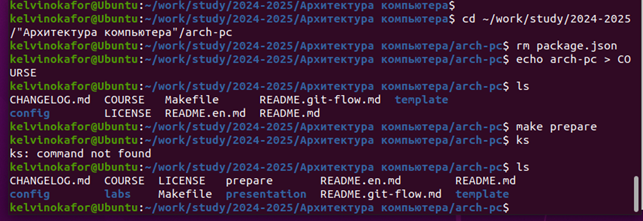 kelvinokafor@Ubuntu:~/work/study/2024-2025/Архитектура компьютера$
kelvinokafor@Ubuntu:~/work/study/2024-2025/Архитектура компьютера$ cd ~/work/study/2024-2025
/"Архитектура компьютера"/arch-pc
kelvinokafor@Ubuntu:~/work/study/2024-2025/Архитектура компьютера/arch-pc$ rm package.json
kelvinokafor@Ubuntu:~/work/study/2024-2025/Архитектура компьютера/arch-pc$ echo arch-pc > CO
URSE
kelvinokafor@Ubuntu:~/work/study/2024-2025/Архитектура компьютера/arch-pc$ ls
CHANGELOG.md COURSE Makefile README.git-flow.md template
config LICENSE README.en.md README.md
kelvinokafor@Ubuntu:~/work/study/2024-2025/Архитектура компьютера/arch-pc$ make prepare
kelvinokafor@Ubuntu:~/work/study/2024-2025/Архитектура компьютера/arch-pc$ ks
ks: command not found
kelvinokafor@Ubuntu:~/work/study/2024-2025/Архитектура компьютера/arch-pc$ ls
CHANGELOG.md COURSE LICENSE prepare README.en.md README.md
config labs Makefile presentation README.git-flow.md template
kelvinokafor@Ubuntu:~/work/study/2024-2025/Архитектура компьютера/arch-pc$